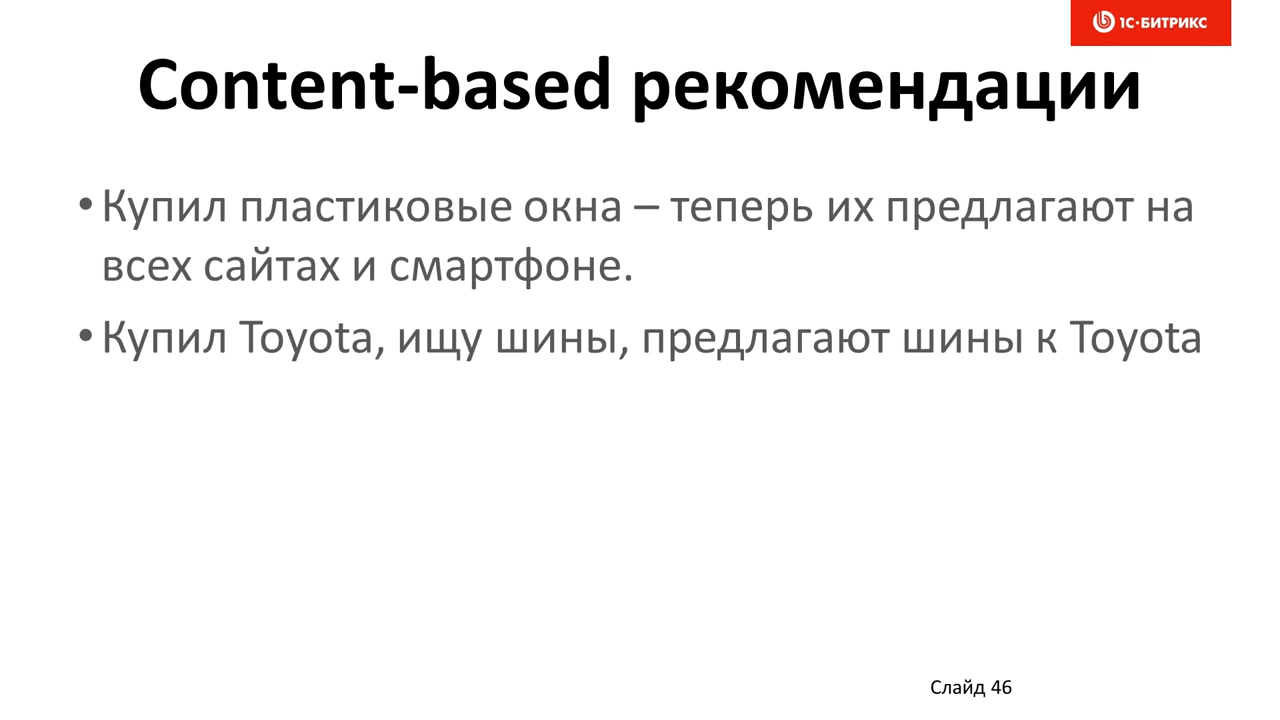 1С·БИТРИКС
Content-based рекомендации
• Купил пластиковые окна – теперь их предлагают на
всех сайтах и смартфоне.
• Купил Toyota, ищу шины, предлагают шины к Toyota
Слайд 46